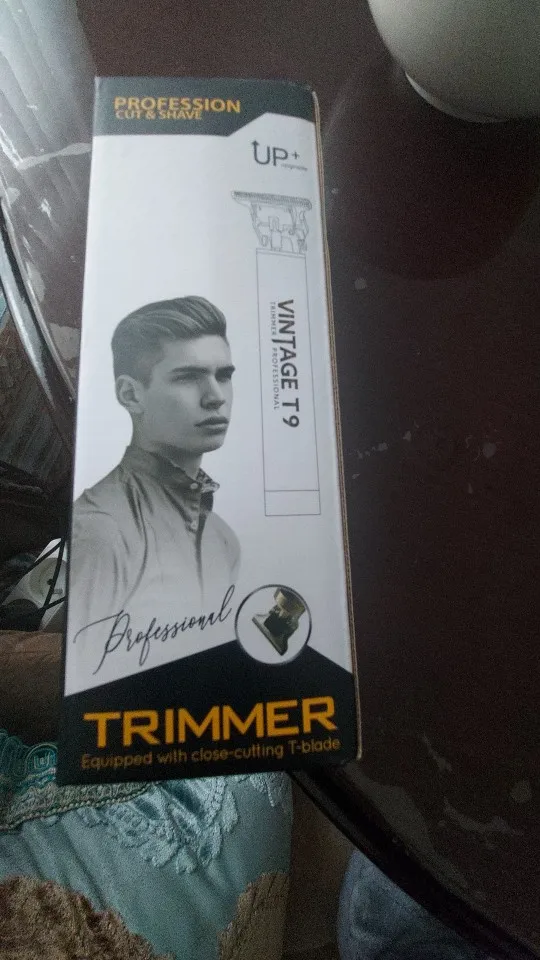 PROFESSION
CUT & SHAVE
UP+
VINTAGE T9
TRIMMER PROFESSIONAL
Professional
TRIMMER
Equipped with close-cutting T-blade